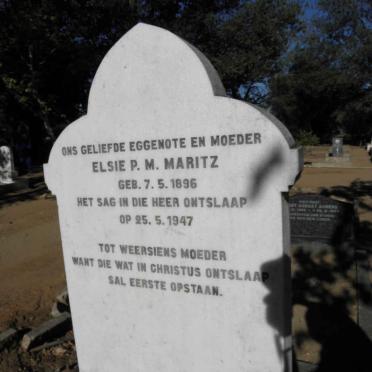 ONS GELIEFDE EGGENOTE EN MOEDER
ELSIE P. M. MARITZ
GEB. 7. 5. 1896
HET SAG IN DIE HEER ONTSLAAP
OP 25. 5. 1947
TOT WEERSIENS MOEDER
WANT DIE WAT IN CHRISTUS ONTSLAAP
SAL EERSTE OPSTAAN.